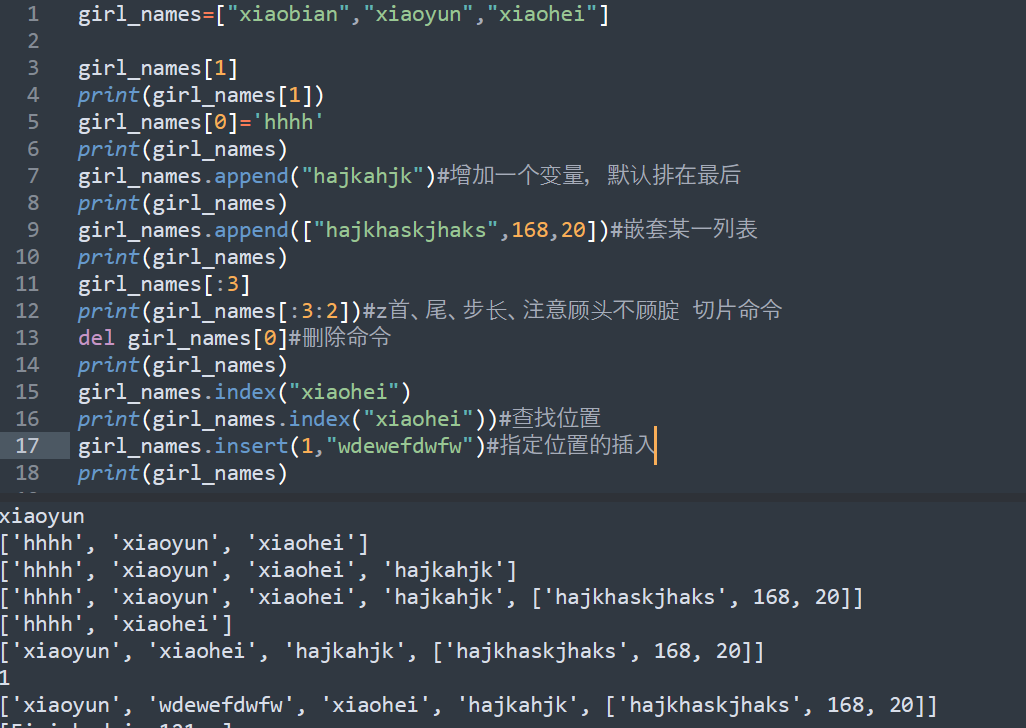 1 girl_names=["xiaobian","xiaoyun","xiaohei"]
2
3 girl_names[1]
4 print(girl_names[1])
5 girl_names[0]='hhhh'
6 print(girl_names)
7 girl_names.append("hajkahjk")#增加一个变量，默认排在最后
8 print(girl_names)
9 girl_names.append(["hajkhaskjhaks",168,20])#嵌套某一列表
10 print(girl_names)
11 girl_names[:3]
12 print(girl_names[:3:2])#z首、尾、步长、注意顾头不顾腚 切片命令
13 del girl_names[0]#删除命令
14 print(girl_names)
15 girl_names.index("xiaohei")
16 print(girl_names.index("xiaohei"))#查找位置
17 girl_names.insert(1,"wdewefdwfw")#指定位置的插入
18 print(girl_names)
xiaoyun
['hhhh', 'xiaoyun', 'xiaohei']
['hhhh', 'xiaoyun', 'xiaohei', 'hajkahjk']
['hhhh', 'xiaoyun', 'xiaohei', 'hajkahjk', ['hajkhaskjhaks', 168, 20]]
['hhhh', 'xiaohei']
['xiaoyun', 'xiaohei', 'hajkahjk', ['hajkhaskjhaks', 168, 20]]
1
['xiaoyun', 'wdewefdwfw', 'xiaohei', 'hajkahjk', ['hajkhaskjhaks', 168, 20]]